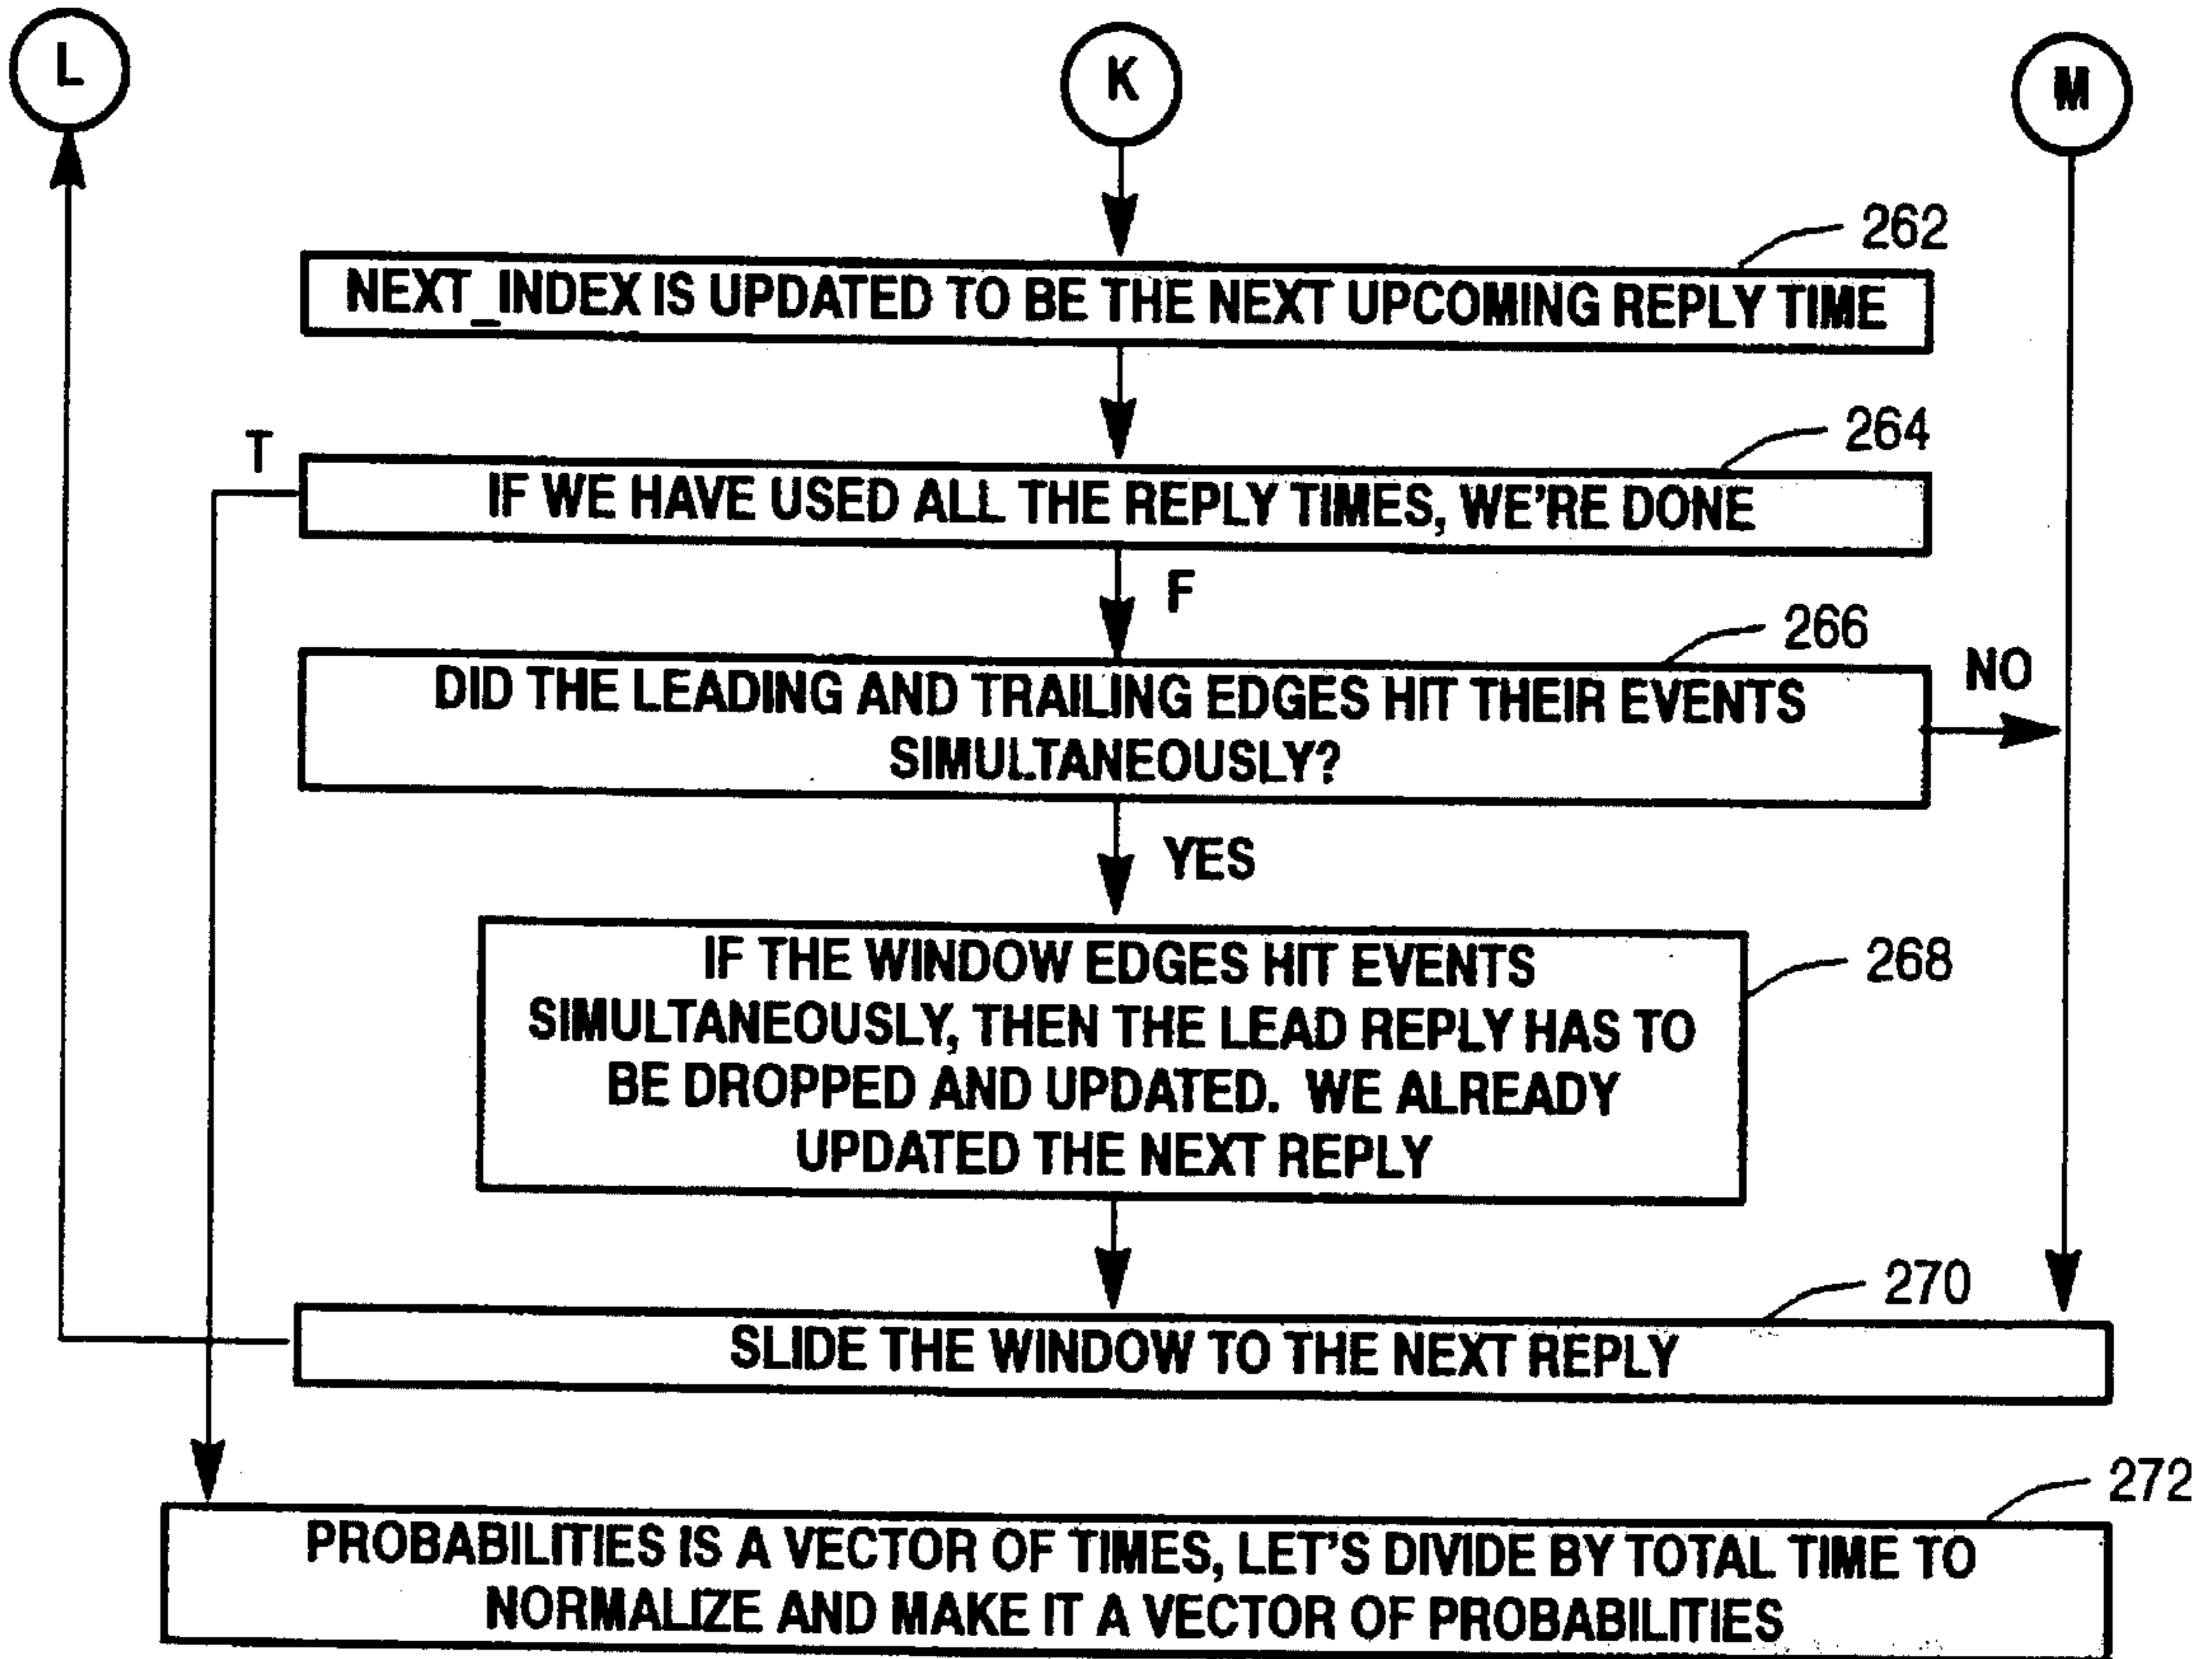 L
K
M
262
NEXT_INDEX IS UPDATED TO BE THE NEXT UPCOMING REPLY TIME
264
T
IF WE HAVE USED ALL THE REPLY TIMES, WE'RE DONE
F
266
NO
DID THE LEADING AND TRAILING EDGES HIT THEIR EVENTS
SIMULTANEOUSLY?
YES
268
IF THE WINDOW EDGES HIT EVENTS
SIMULTANEOUSLY, THEN THE LEAD REPLY HAS TO
BE DROPPED AND UPDATED. WE ALREADY
UPDATED THE NEXT REPLY
270
SLIDE THE WINDOW TO THE NEXT REPLY
272
PROBABILITIES IS A VECTOR OF TIMES, LET'S DIVIDE BY TOTAL TIME TO
NORMALIZE AND MAKE IT A VECTOR OF PROBABILITIES